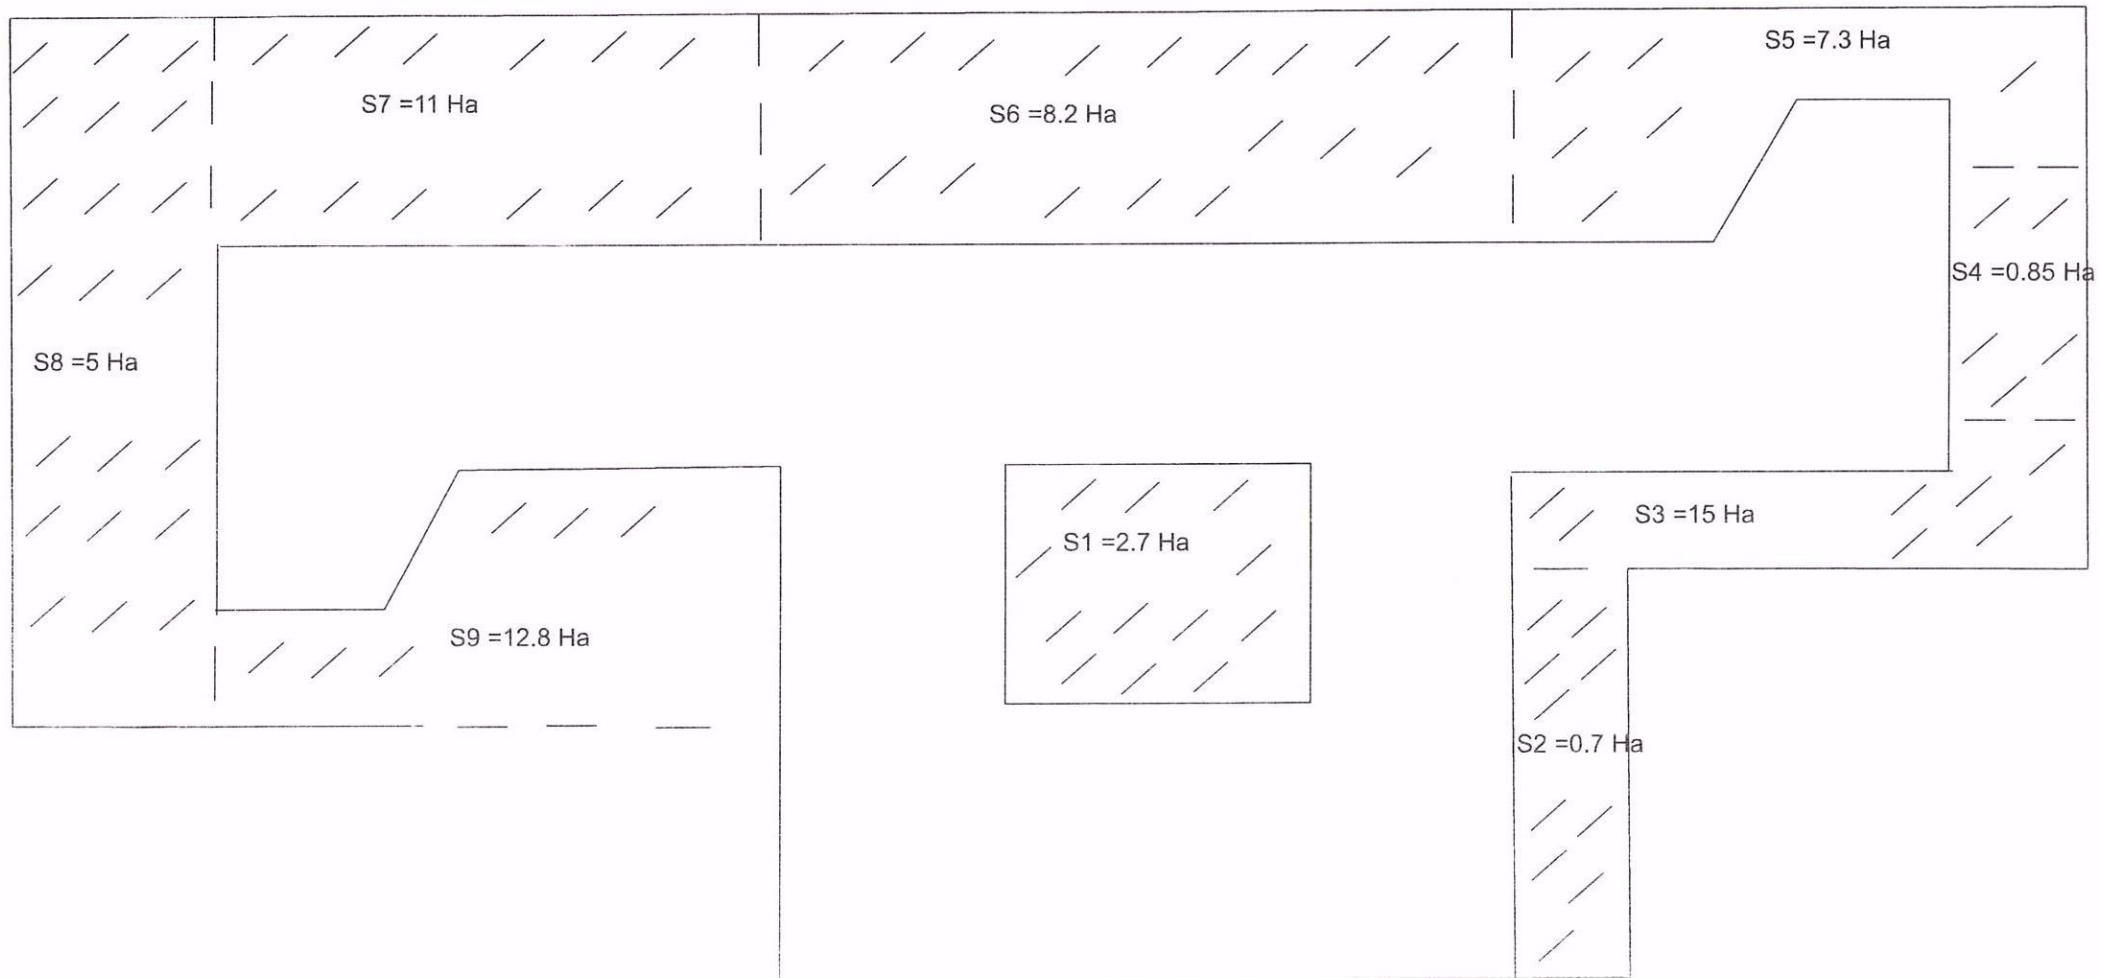 S5 =7.3 Ha
S7 =11 Ha
S6 =8.2 Ha
S4 =0.85 Ha
S8 =5 Ha
S3 =15 Ha
S1 =2.7 Ha
S9 =12.8 Ha
S2 =0.7 Ha